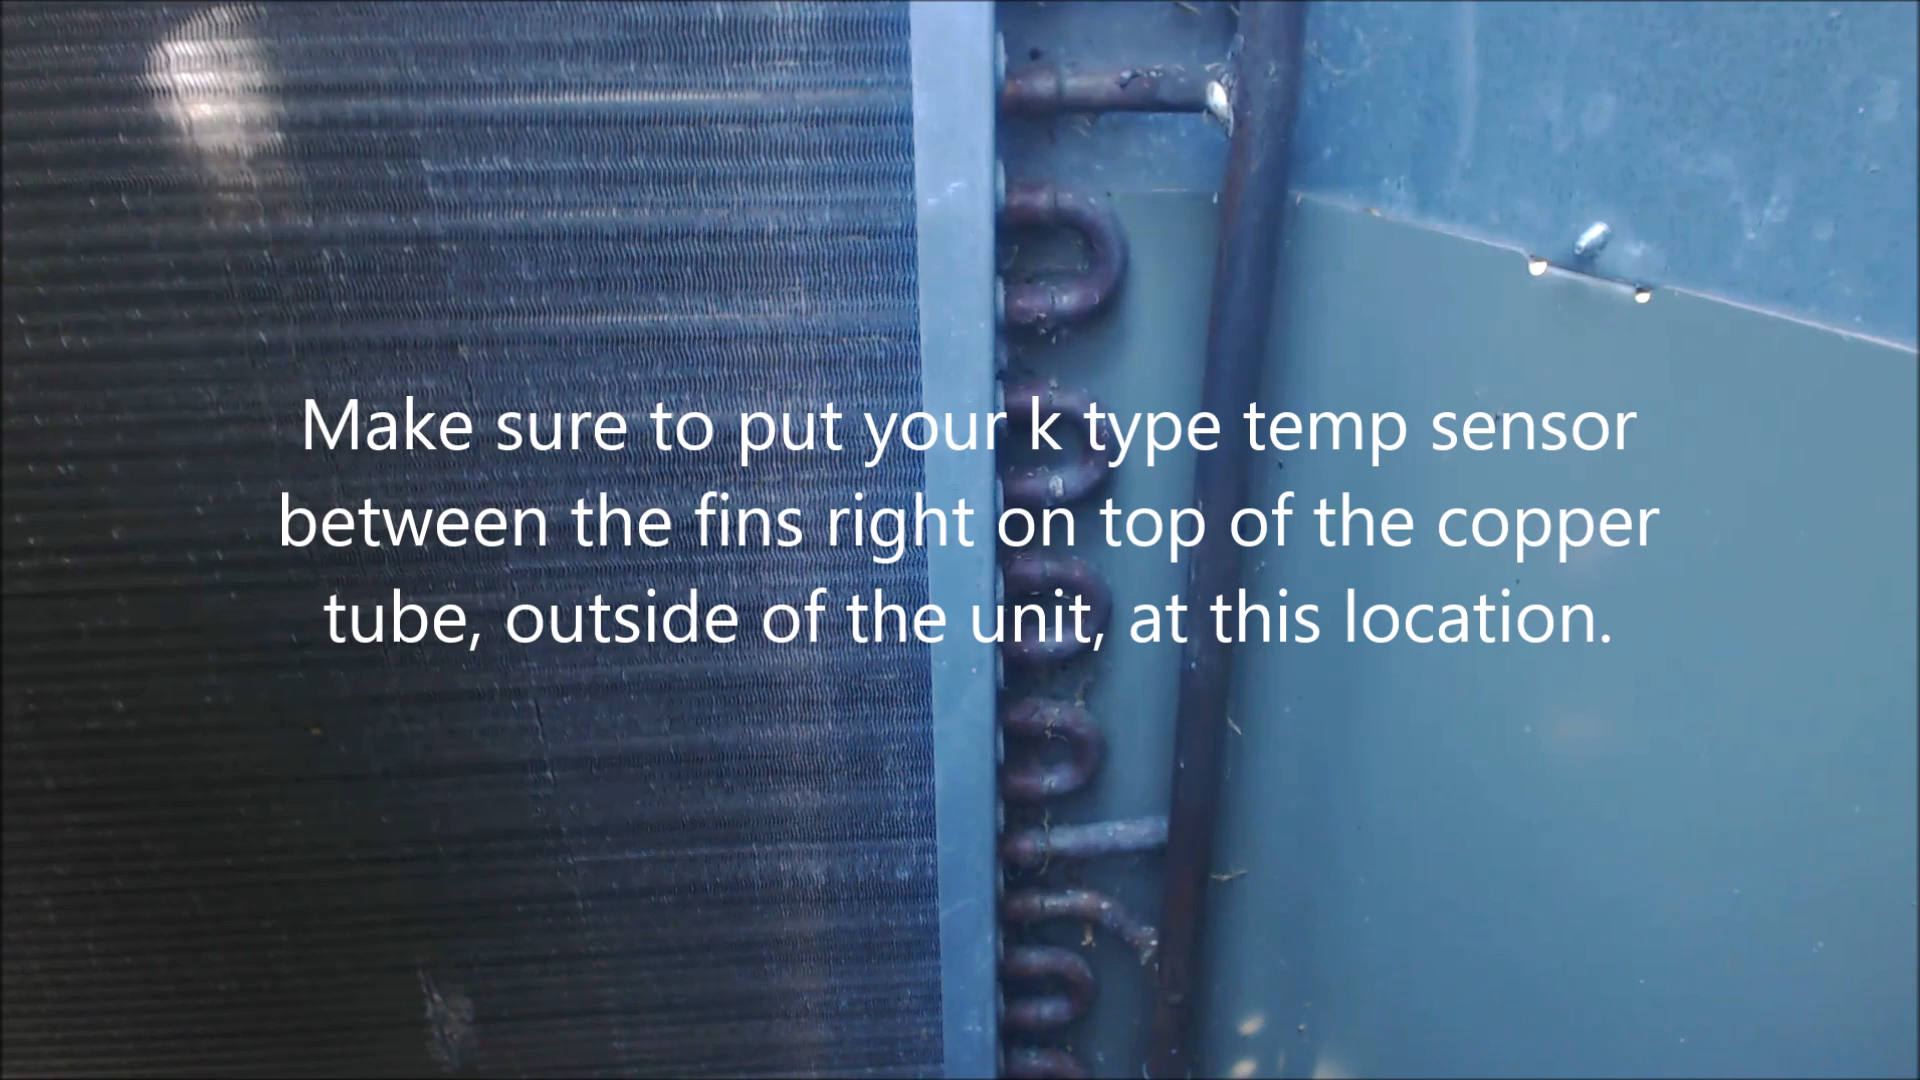 Make sure to put your k type temp sensor
between the fins right on top of the copper
tube, outside of the unit, at this location.